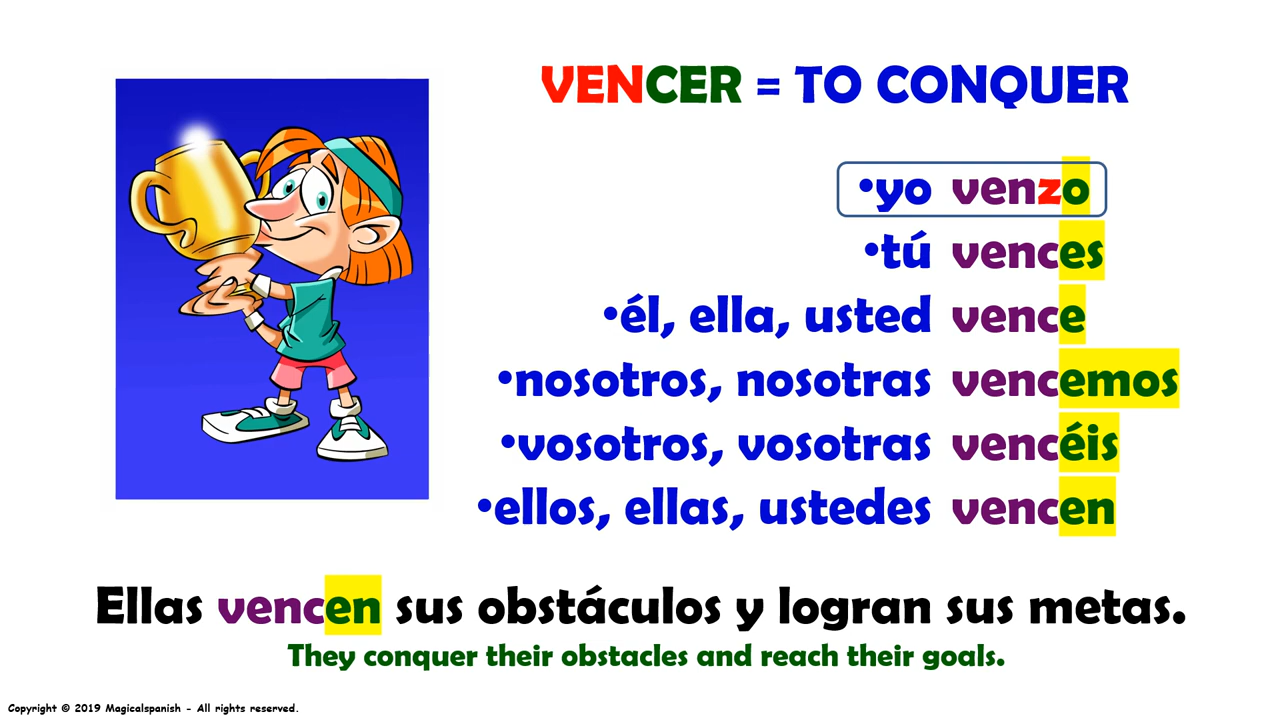 VENCER = TO CONQUER
•yo venzo
•tú vences
•él, ella, usted vence
•nosotros, nosotras vencemos
•vosotros, vosotras vencéis
•ellos, ellas, ustedes vencen
Ellas vencen sus obstáculos y logran sus metas.
They conquer their obstacles and reach their goals.
Copyright © 2019 Magicalspanish - All rights reserved.